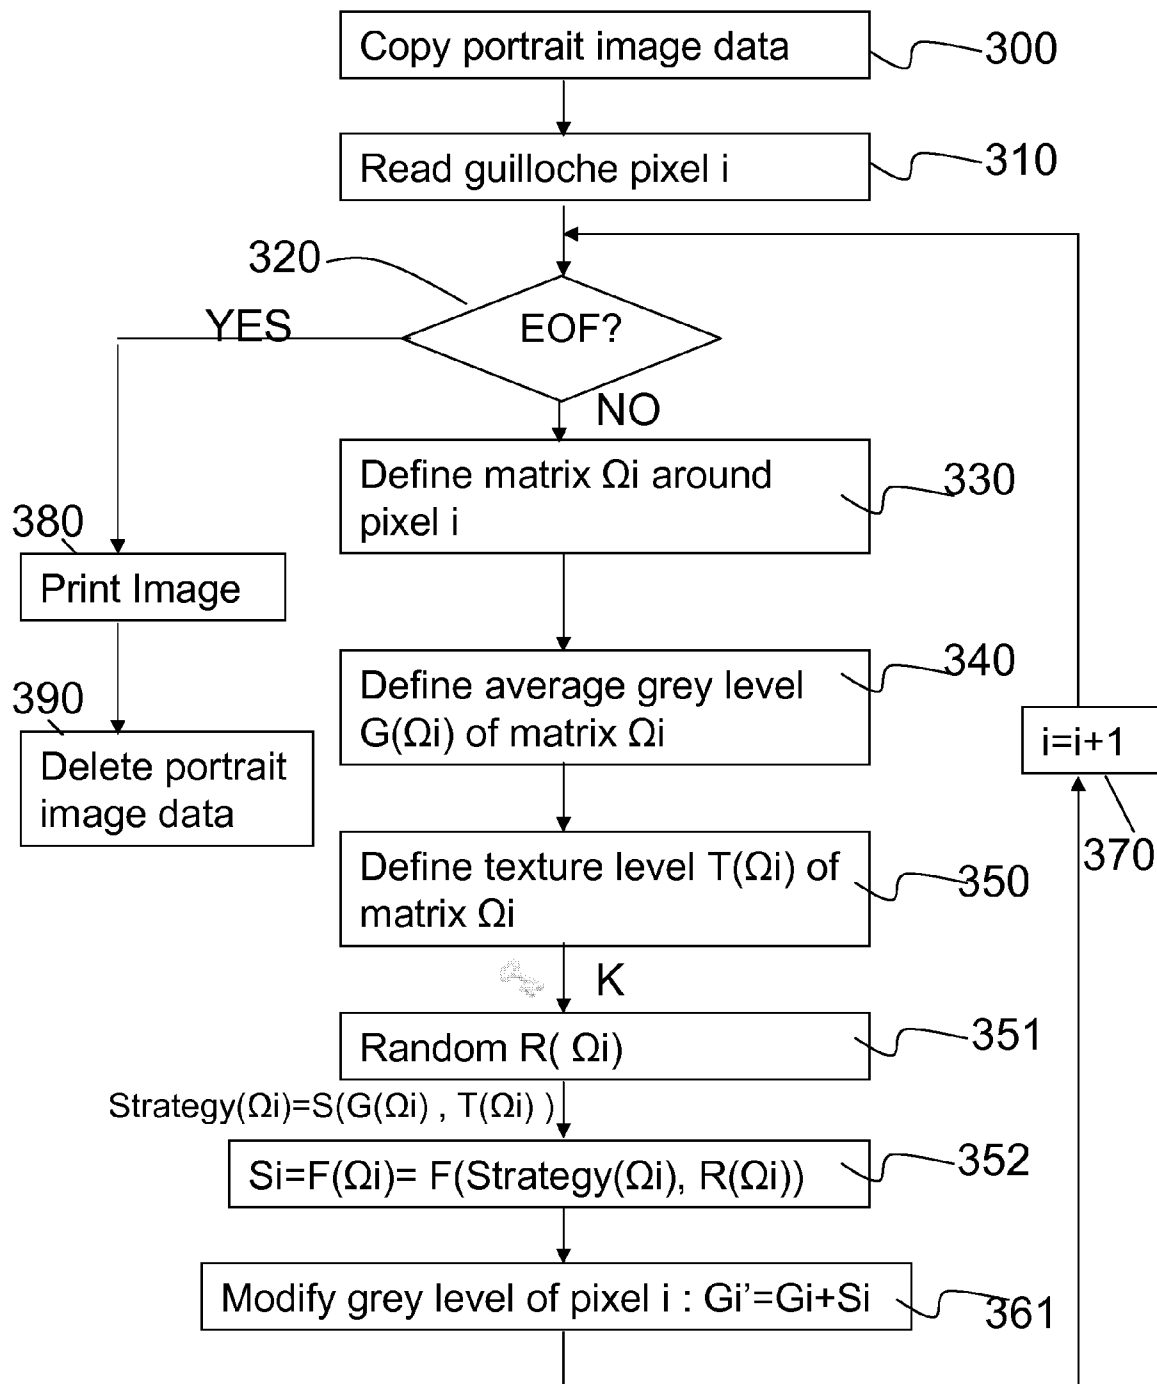 Copy portrait image data
300
Read guilloche pixel i
310
320
YES
EOF?
NO
Define matrix Ωi around
pixel i
330
380
Print Image
Define average grey level
G(Ωi) of matrix Ωi
340
390
Delete portrait
image data
i=i+1
370
Define texture level T(Ωi) of
matrix Ωi
350
K
Random R( Ωi)
351
Strategy(Ωi)=S(G(Ωi) , T(Ωi) )
Si=F(Ωi)= F(Strategy(Ωi), R(Ωi))
352
Modify grey level of pixel i : Gi’=Gi+Si
361